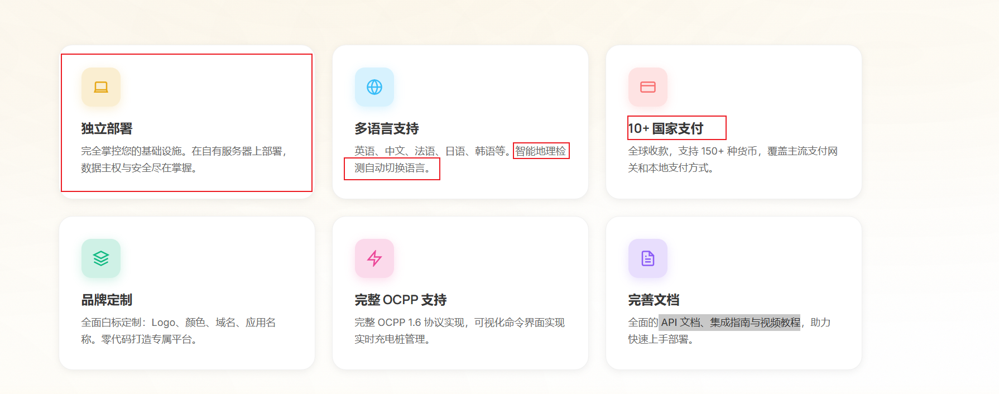 独立部署
完全掌控您的基础设施。在自有服务器上部署，
数据主权与安全尽在掌握。
多语言支持
英语、中文、法语、日语、韩语等。智能地理检
测自动切换语言。
10+ 国家支付
全球收款，支持 150+ 种货币，覆盖主流支付网
关和本地支付方式。
品牌定制
全面白标定制：Logo、颜色、域名、应用名
称。零代码打造专属平台。
完整 OCPP 支持
完整 OCPP 1.6 协议实现，可视化命令界面实现
实时充电桩管理。
完善文档
全面的 API 文档、集成指南与视频教程，助力
快速上手部署。